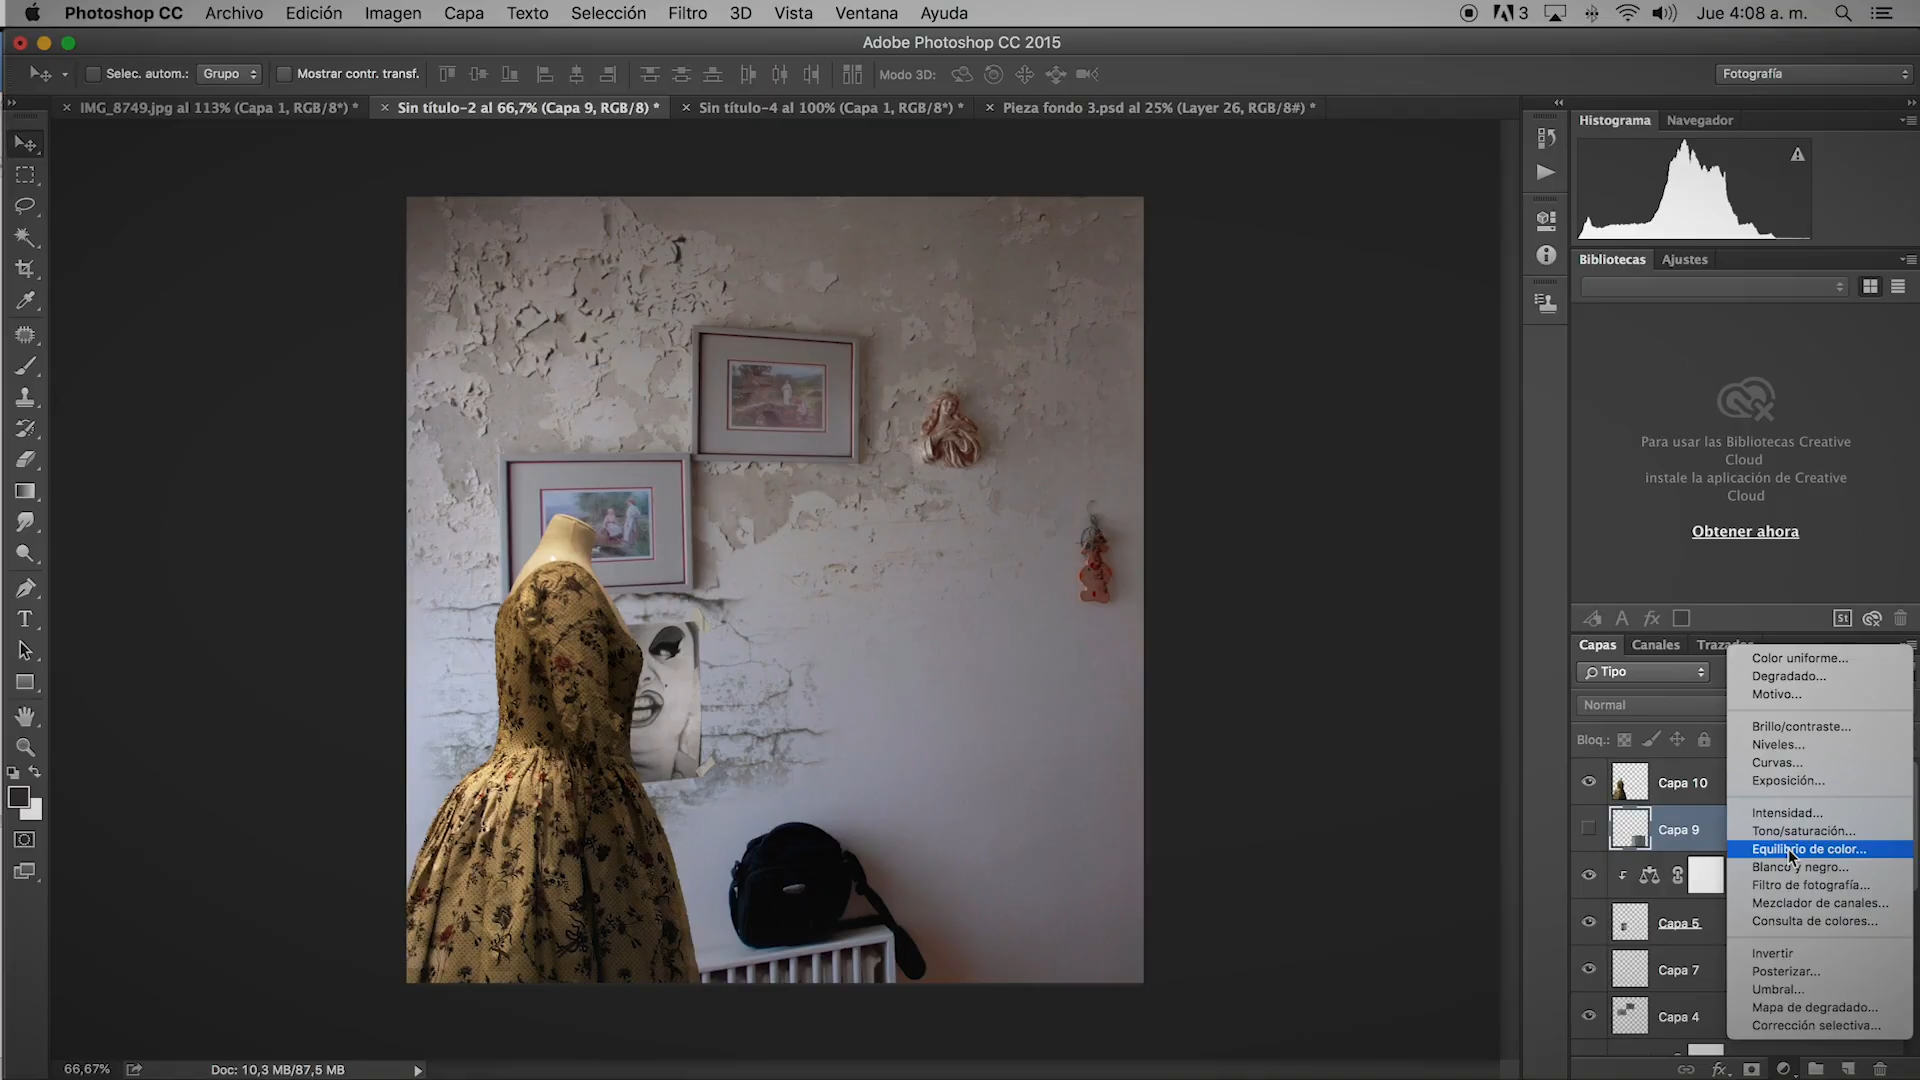 Photoshop CC Archivo Edición Imagen Capa Texto Selección Filtro 3D Vista Ventana Ayuda 3 Jue 4:08 a. m.
Adobe Photoshop CC 2015
Selec. autom.: Grupo Mostrar contr. transf. Modo 3D: Fotografía
IMG_8749.jpg al 113% (Capa 1, RGB/8*) * Sin título-2 al 66,7% (Capa 9, RGB/8) * Sin título-4 al 100% (Capa 1, RGB/8*) * Pieza fondo 3.psd al 25% (Layer 26, RGB/8#) *
Histograma Navegador
Bibliotecas Ajustes
Para usar las Bibliotecas Creative
Cloud
instale la aplicación de Creative
Cloud
Obtener ahora
St
Capas Canales Trazados
Tipo
Normal
Bloq.:
Capa 10
Capa 9
Capa 5
Capa 7
Capa 4
Color uniforme...
Degradado...
Motivo...
Brillo/contraste...
Niveles...
Curvas...
Exposición...
Intensidad...
Tono/saturación...
Equilibrio de color...
Blanco y negro...
Filtro de fotografía...
Mezclador de canales...
Consulta de colores...
Invertir
Posterizar...
Umbral...
Mapa de degradado...
Corrección selectiva...
66,67% Doc: 10,3 MB/87,5 MB
fx